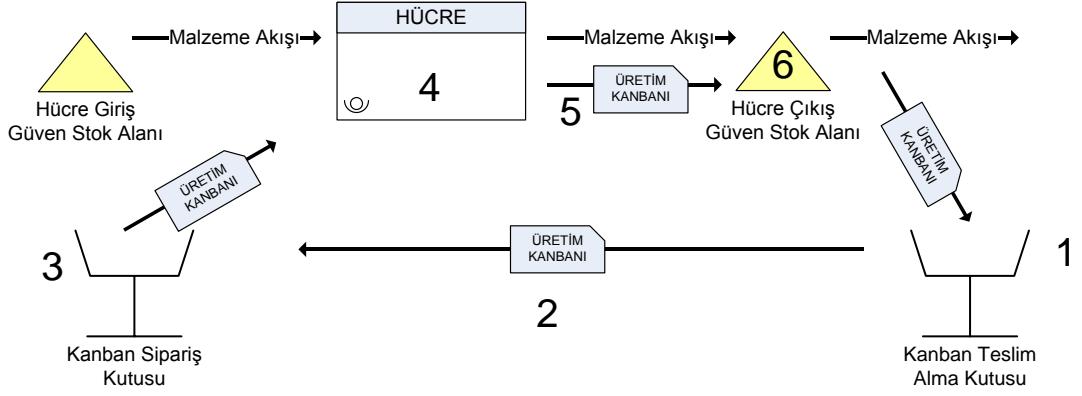 HÜCRE
Malzeme Akışı
Malzeme Akışı
Malzeme Akışı
4
6
ÜRETİM
KANBANI
5
Hücre Giriş
Güven Stok Alanı
Hücre Çıkış
Güven Stok Alanı
ÜRETİM
KANBANI
ÜRETİM
KANBANI
3
ÜRETİM
KANBANI
1
2
Kanban Sipariş
Kutusu
Kanban Teslim
Alma Kutusu